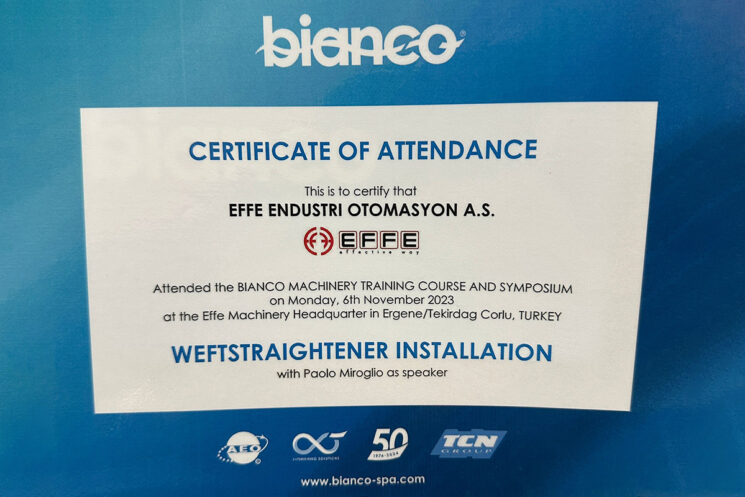 bianco
CERTIFICATE OF ATTENDANCE
This is to certify that
EFFE ENDUSTRI OTOMASYON A.S.
EFFE
effective way
Attended the BIANCO MACHINERY TRAINING COURSE AND SYMPOSIUM
on Monday, 6th November 2023
at the Effe Machinery Headquarter in Ergene/Tekirdag Corlu, TURKEY
WEFTSTRAIGHTENER INSTALLATION
with Paolo Miroglio as speaker
AEO
50
1976-2024
TCN
GROUP
www.bianco-spa.com